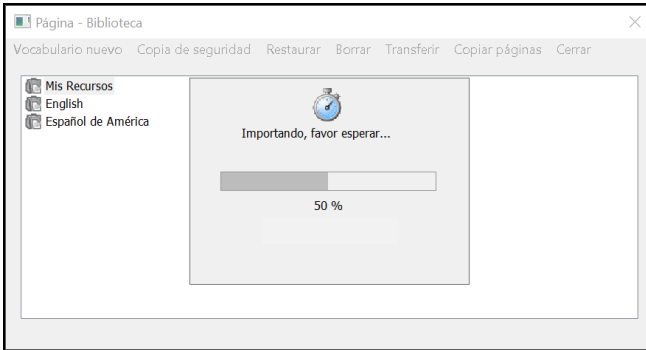 Página - Biblioteca
Vocabulario nuevo Copia de seguridad Restaurar Borrar Transferir Copiar páginas Cerrar
Mis Recursos
English
Español de América
Importando, favor esperar...
50 %